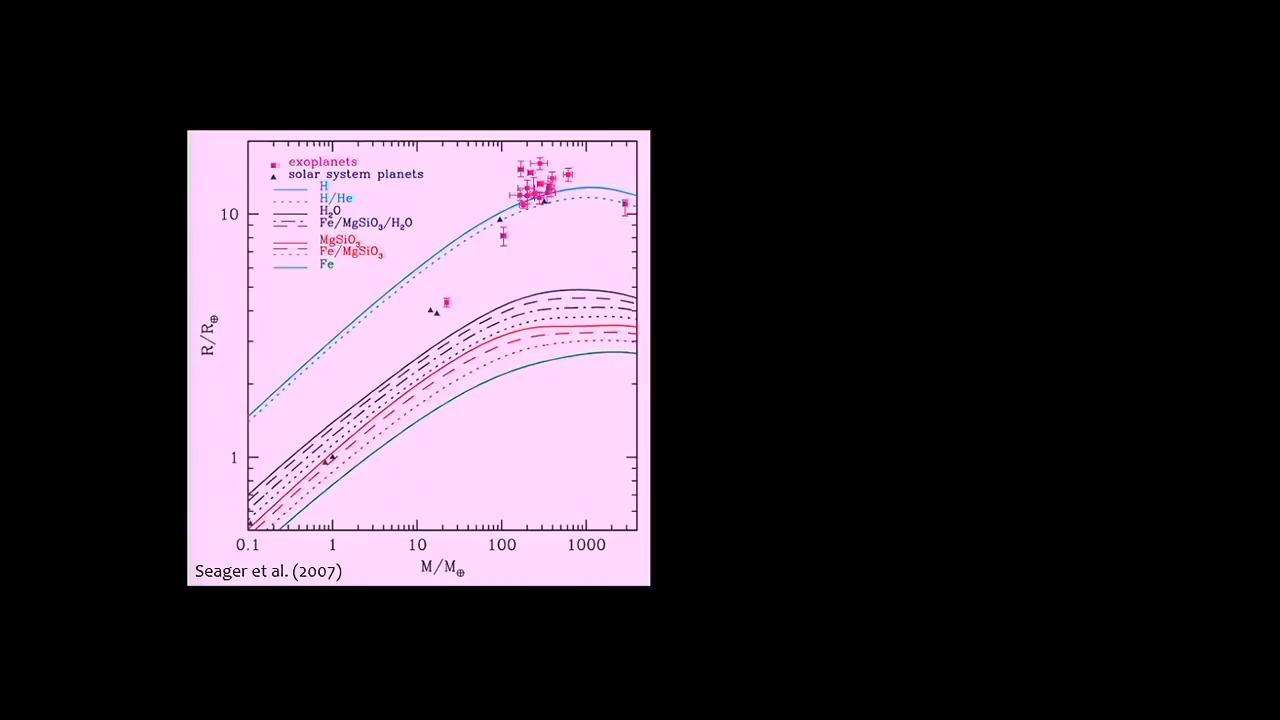 exoplanets
solar system planets
H
H/He
H₂O
Fe/MgSiO₃/H₂O
MgSiO₃
Fe/MgSiO₃
Fe
10
1
R/R⊕
0.1 1 10 100 1000
M/M⊕
Seager et al. (2007)